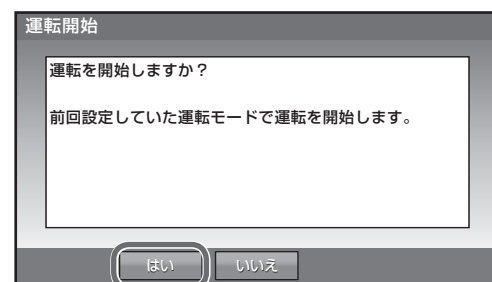 運転開始
運転を開始しますか？
前回設定していた運転モードで運転を開始します。
はい
いいえ